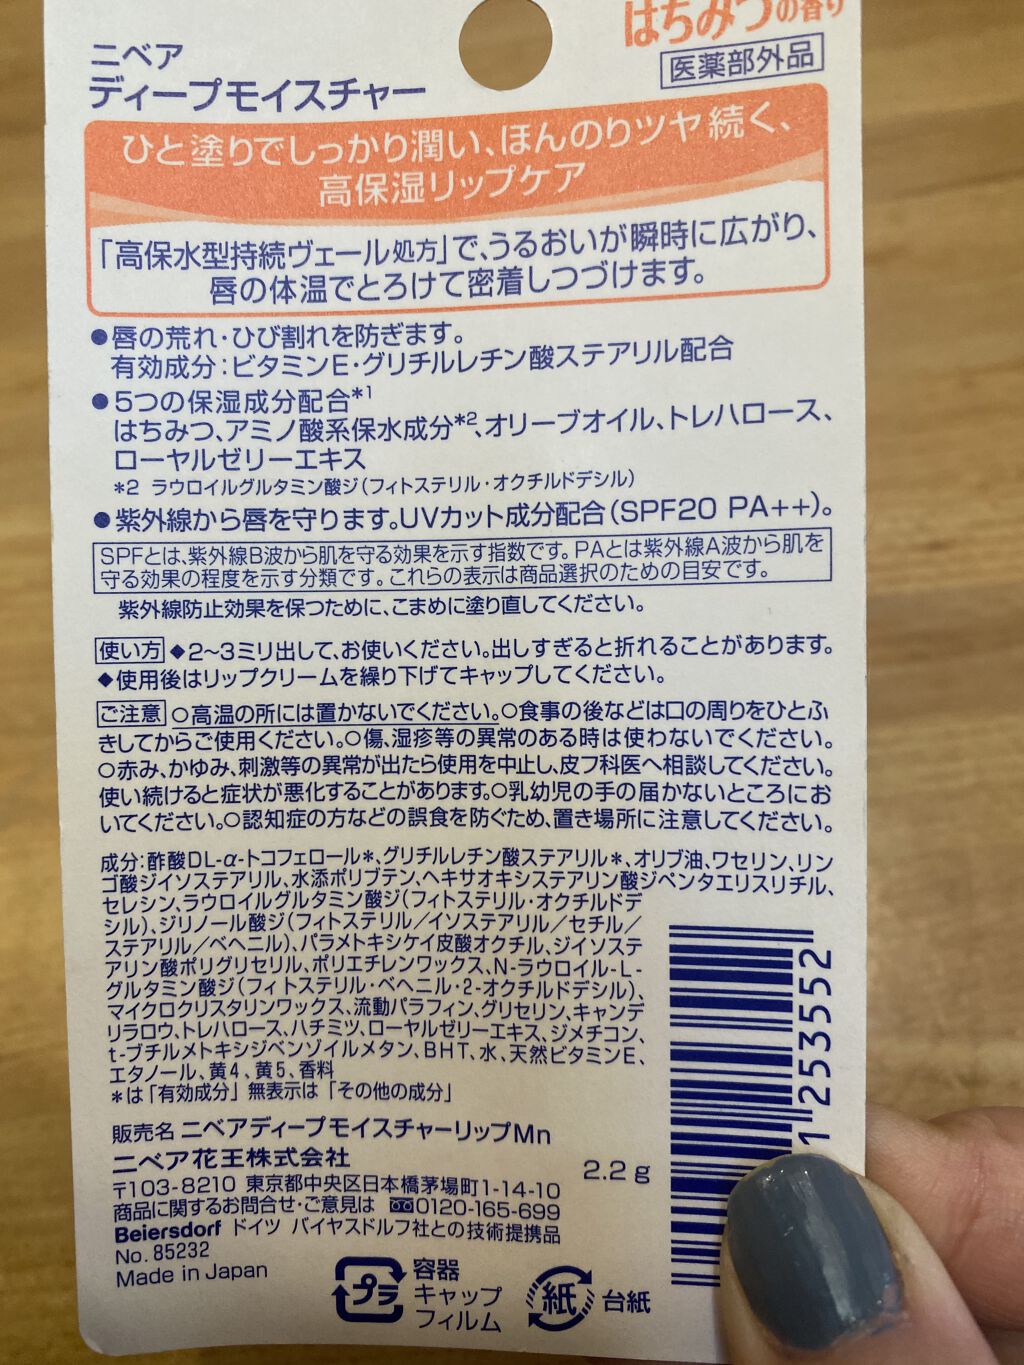 はちみつの香り
ニベア
ディープモイスチャー
医薬部外品
ひと塗りでしっかり潤い、ほんのりツヤ続く、
高保湿リップケア
「高保水型持続ヴェール処方」で、うるおいが瞬時に広がり、
唇の体温でとろけて密着しつづけます。
●唇の荒れ・ひび割れを防ぎます。
有効成分：ビタミンE・グリチルレチン酸ステアリル配合
●5つの保湿成分配合*1
はちみつ、アミノ酸系保水成分*2、オリーブオイル、トレハロース、
ローヤルゼリーエキス
*2 ラウロイルグルタミン酸ジ（フィトステリル・オクチルドデシル）
●紫外線から唇を守ります。UVカット成分配合（SPF20 PA++）。
SPFとは、紫外線B波から肌を守る効果を示す指数です。PAとは紫外線A波から肌を
守る効果の程度を示す分類です。これらの表示は商品選択のための目安です。
紫外線防止効果を保つために、こまめに塗り直してください。
使い方 ◆2～3ミリ出して、お使いください。出しすぎると折れることがあります。
◆使用後はリップクリームを繰り下げてキャップしてください。
ご注意 ○高温の所には置かないでください。○食事の後などは口の周りをひとふ
きしてからご使用ください。○傷、湿疹等の異常のある時は使わないでください。
○赤み、かゆみ、刺激等の異常が出たら使用を中止し、皮フ科医へ相談してください。
使い続けると症状が悪化することがあります。○乳幼児の手の届かないところにお
いてください。○認知症の方などの誤食を防ぐため、置き場所に注意してください。
成分：酢酸DL-α-トコフェロール*、グリチルレチン酸ステアリル*、オリブ油、ワセリン、リン
ゴ酸ジイソステアリル、水添ポリブテン、ヘキサオキシステアリン酸ジペンタエリスリチル、
セレシン、ラウロイルグルタミン酸ジ（フィトステリル・オクチルドデ
シル）、ジリノール酸ジ（フィトステリル／イソステアリル／セチル／
ステアリル／ベヘニル）、パラメトキシケイ皮酸オクチル、ジイソステ
アリン酸ポリグリセリル、ポリエチレンワックス、N-ラウロイル-L-
グルタミン酸ジ（フィトステリル・ベヘニル・2-オクチルドデシル）、
マイクロクリスタリンワックス、流動パラフィン、グリセリン、キャンデ
リラロウ、トレハロース、ハチミツ、ローヤルゼリーエキス、ジメチコン、
t-ブチルメトキシジベンゾイルメタン、BHT、水、天然ビタミンE、
エタノール、黄4、黄5、香料
*は「有効成分」無表示は「その他の成分」
販売名 ニベアディープモイスチャーリップMn
ニベア花王株式会社
2.2g
〒103-8210 東京都中央区日本橋茅場町1-14-10
商品に関するお問合せ・ご意見は 0120-165-699
Beiersdorf ドイツ バイヤスドルフ社との技術提携品
No.85232
Made in Japan
プラ
容器
キャップ
フィルム
紙
台紙
1 253552